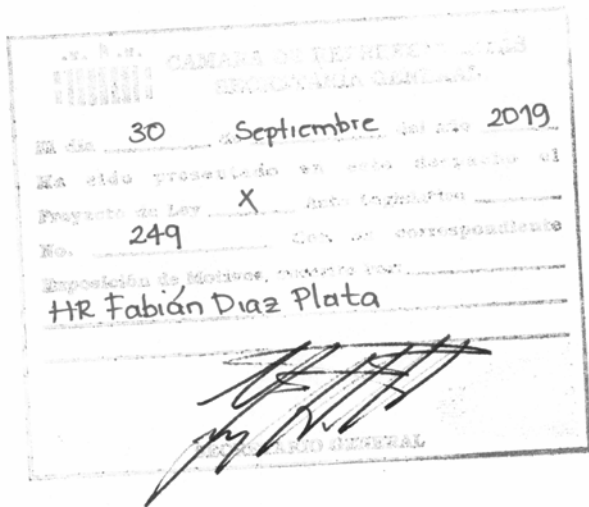 CAMARA DE REPRESENTANTES
SECRETARÍA GENERAL
El día 30 de Septiembre del año 2019
Ha sido presentado en este despacho el
Proyecto de Ley X Acto Legislativo
No. 249 Con su correspondiente
Exposición de Motivos, suscrito Por:
HR Fabián Diaz Plata
SECRETARIO GENERAL